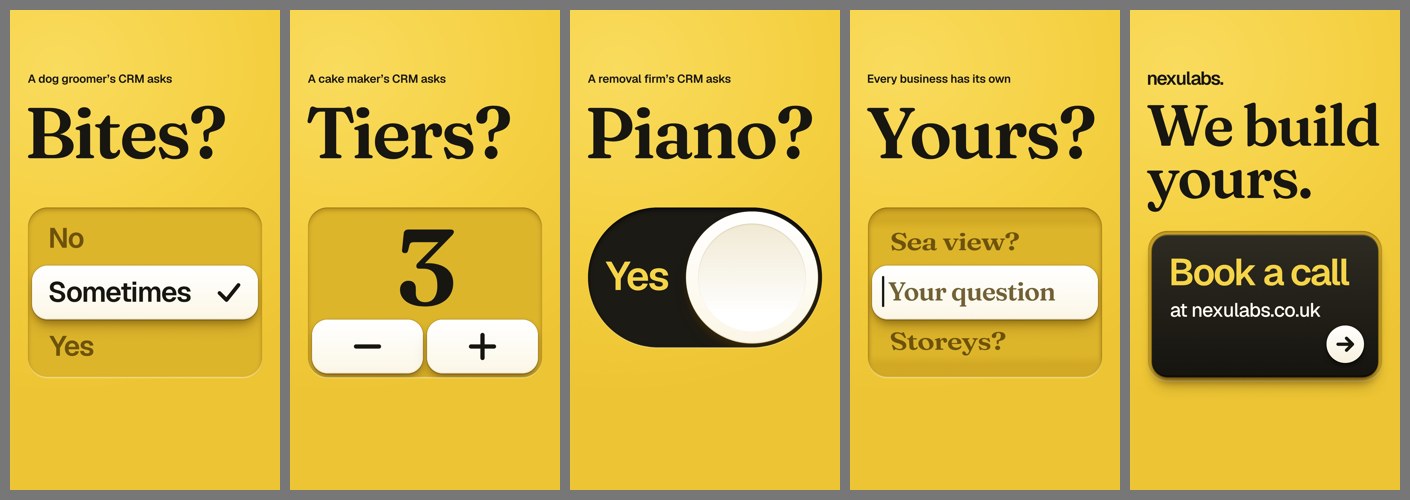 A dog groomer's CRM asks
Bites?
No
Sometimes
Yes
A cake maker's CRM asks
Tiers?
3
A removal firm's CRM asks
Piano?
Yes
Every business has its own
Yours?
Sea view?
Your question
Storeys?
nexulabs.
We build
yours.
Book a call
at nexulabs.co.uk